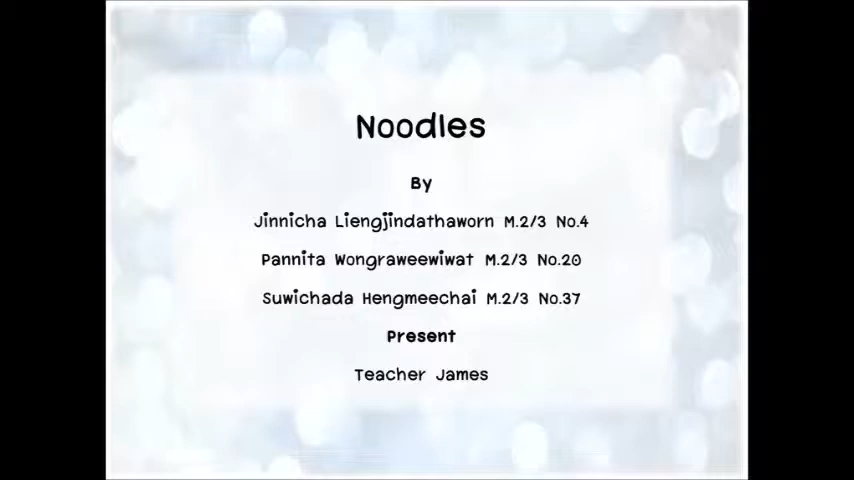 Noodles
By
Jinnicha Liengjindathaworn M.2/3 No.4
Pannita Wongraweewiwat M.2/3 No.20
Suwichada Hengmeechai M.2/3 No.37
Present
Teacher James